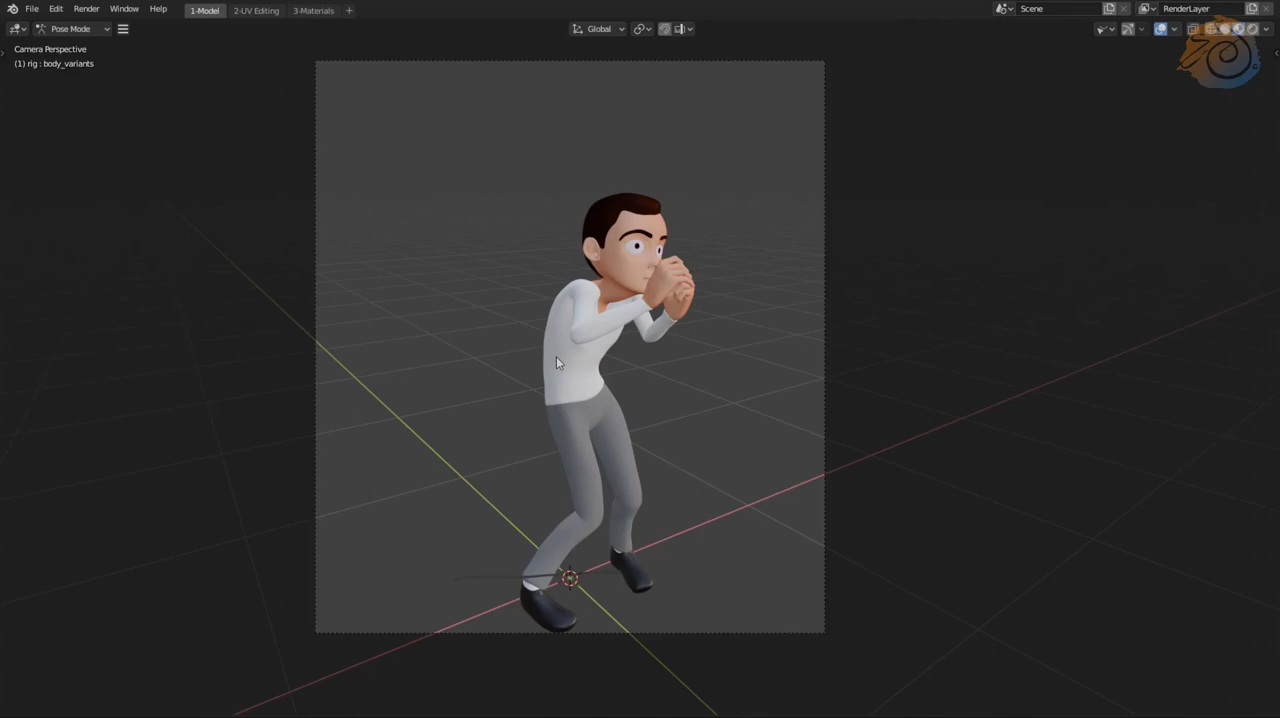 File Edit Render Window Help 1-Model 2-UV Editing 3-Materials + Scene RenderLayer
Pose Mode Global
Camera Perspective
(1) rig : body_variants